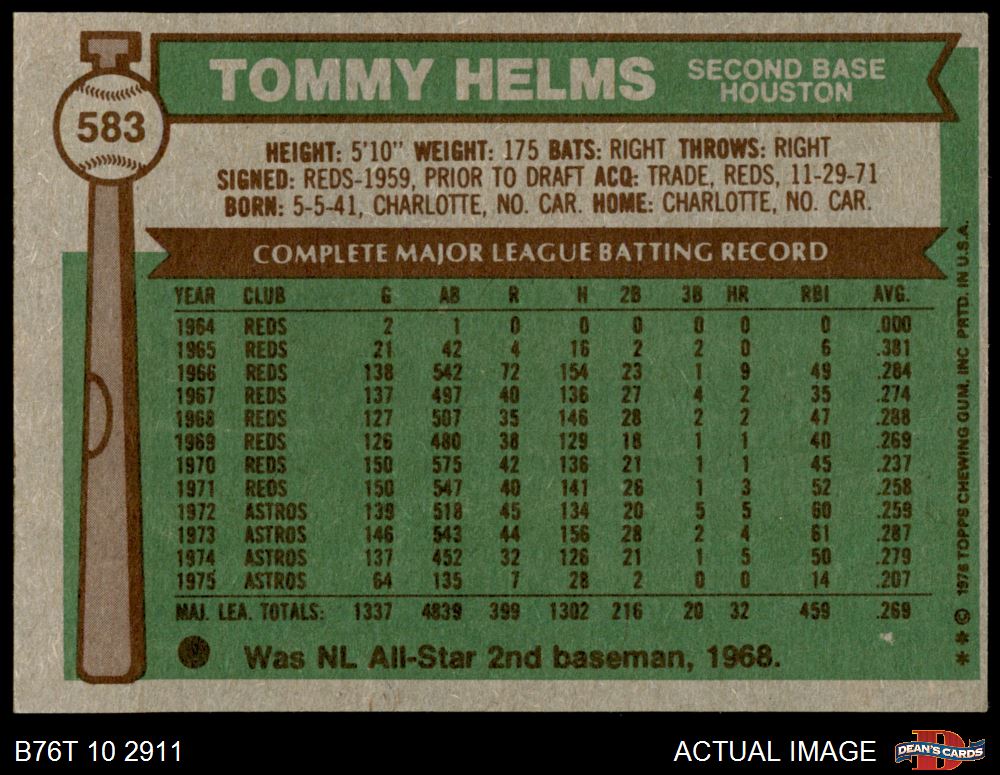 583
TOMMY HELMS
SECOND BASE
HOUSTON
HEIGHT: 5'10" WEIGHT: 175 BATS: RIGHT THROWS: RIGHT
SIGNED: REDS-1959, PRIOR TO DRAFT ACQ: TRADE, REDS, 11-29-71
BORN: 5-5-41, CHARLOTTE, NO. CAR. HOME: CHARLOTTE, NO. CAR.
COMPLETE MAJOR LEAGUE BATTING RECORD
YEAR CLUB G AB R H 2B 3B HR RBI AVG.
1964 REDS 2 1 0 0 0 0 0 0 .000
1965 REDS 21 42 4 16 2 2 0 6 .381
1966 REDS 138 542 72 154 23 1 9 49 .284
1967 REDS 137 497 40 136 27 4 2 35 .274
1968 REDS 127 507 35 146 28 2 2 47 .288
1969 REDS 126 480 38 129 18 1 1 40 .269
1970 REDS 150 575 42 136 21 1 1 45 .237
1971 REDS 150 547 40 141 26 1 3 52 .258
1972 ASTROS 139 518 45 134 20 5 5 60 .259
1973 ASTROS 146 543 44 156 28 2 4 61 .287
1974 ASTROS 137 452 32 126 21 1 5 50 .279
1975 ASTROS 64 135 7 28 2 0 0 14 .207
MAJ. LEA. TOTALS: 1337 4839 399 1302 216 20 32 459 .269
Was NL All-Star 2nd baseman, 1968.
* * © 1976 TOPPS CHEWING GUM, INC PRTD. IN U.S.A.
B76T 10 2911
ACTUAL IMAGE
DEAN'S CARDS